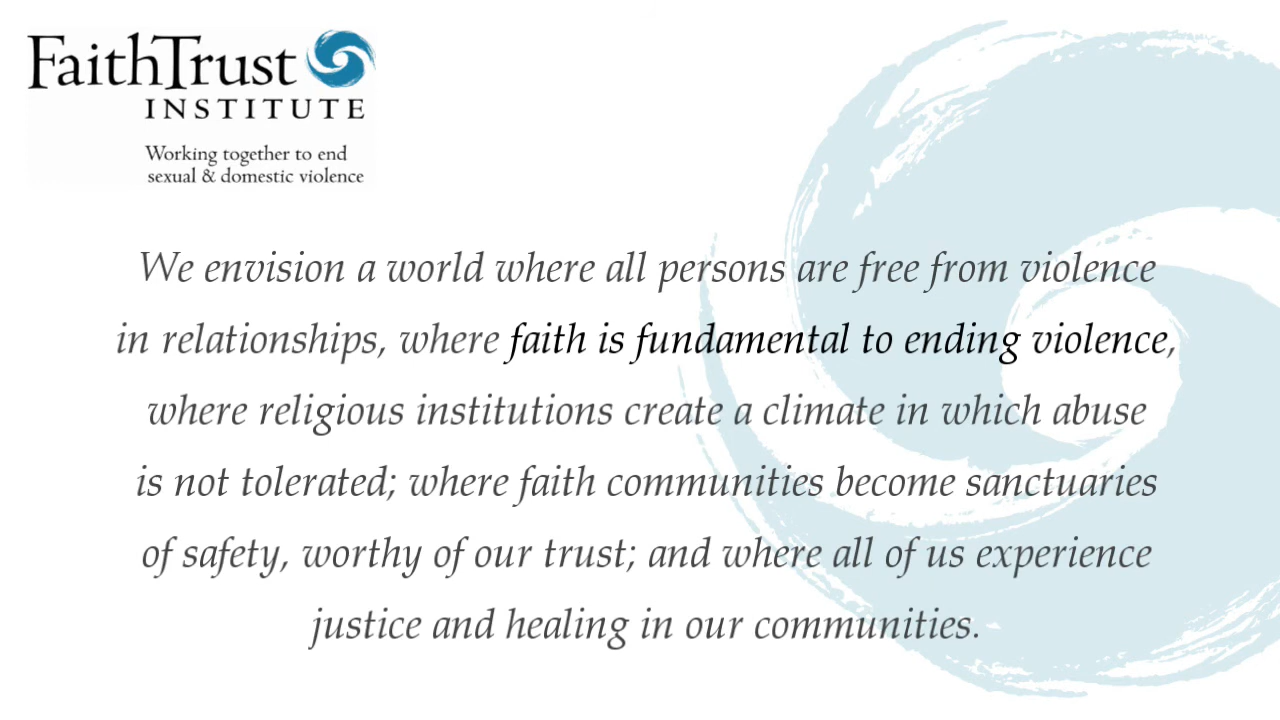 FaithTrust
INSTITUTE
Working together to end
sexual & domestic violence
We envision a world where all persons are free from violence
in relationships, where faith is fundamental to ending violence,
where religious institutions create a climate in which abuse
is not tolerated; where faith communities become sanctuaries
of safety, worthy of our trust; and where all of us experience
justice and healing in our communities.